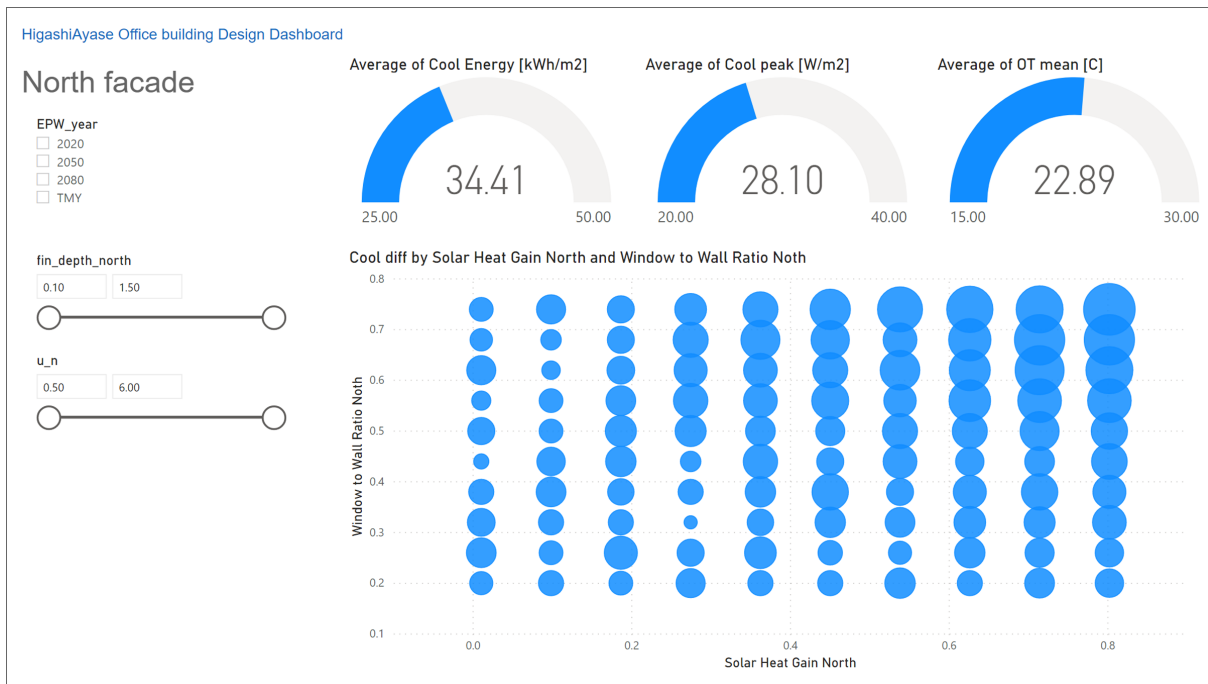 HigashiAyase Office building Design Dashboard
North facade
EPW_year
2020
2050
2080
TMY
fin_depth_north
0.10 1.50
u_n
0.50 6.00
Average of Cool Energy [kWh/m2]
34.41
25.00 50.00
Average of Cool peak [W/m2]
28.10
20.00 40.00
Average of OT mean [C]
22.89
15.00 30.00
Cool diff by Solar Heat Gain North and Window to Wall Ratio Noth
Window to Wall Ratio Noth
0.8
0.7
0.6
0.5
0.4
0.3
0.2
0.1
0.0 0.2 0.4 0.6 0.8
Solar Heat Gain North